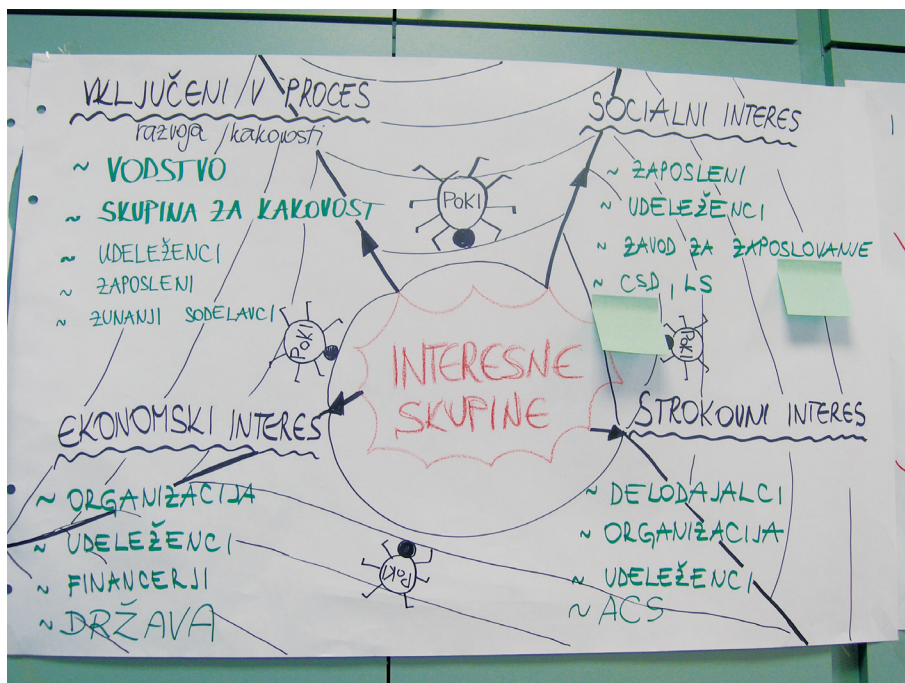 VKLJUČENI / V PROCES
razvoja / kakovosti
~ VODSTVO
~ SKUPINA ZA KAKOVOST
~ UDELEŽENCI
~ ZAPOSLENI
~ ZUNANJI SODELAVCI
SOCIALNI INTERES
~ ZAPOSLENI
~ UDELEŽENCI
~ ZAVOD ZA ZAPOSLOVANJE
~ CSD, LS
POKI
POKI
POKI
INTERESNE
SKUPINE
EKONOMSKI INTERES
~ ORGANIZACIJA
~ UDELEŽENCI
~ FINANCERJI
~ DRŽAVA
STROKOVNI INTERES
~ DELODAJALCI
~ ORGANIZACIJA
~ UDELEŽENCI
~ ACS
POKI